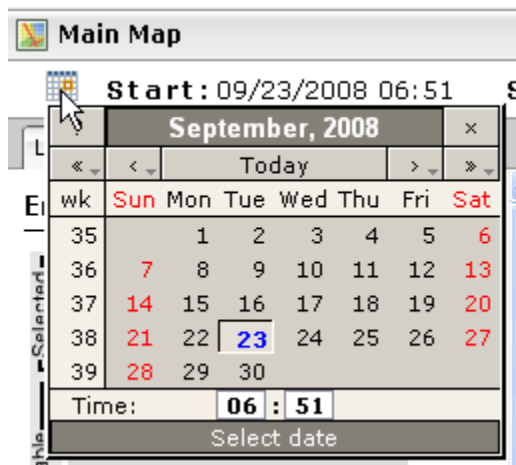 Main Map
Start: 09/23/2008 06:51
? September, 2008 ×
« ‹ Today › »
wk Sun Mon Tue Wed Thu Fri Sat
35 1 2 3 4 5 6
36 7 8 9 10 11 12 13
37 14 15 16 17 18 19 20
38 21 22 23 24 25 26 27
39 28 29 30
Time: 06 : 51
Select date
Selected